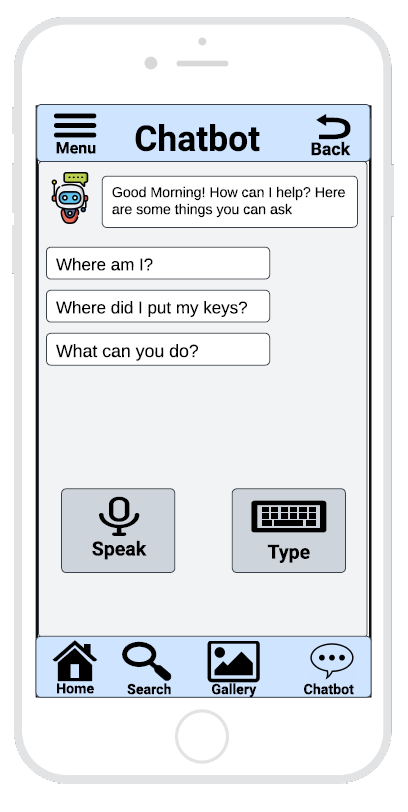 Menu
Chatbot
Back
Good Morning! How can I help? Here
are some things you can ask
Where am I?
Where did I put my keys?
What can you do?
Speak
Type
Home
Search
Gallery
Chatbot